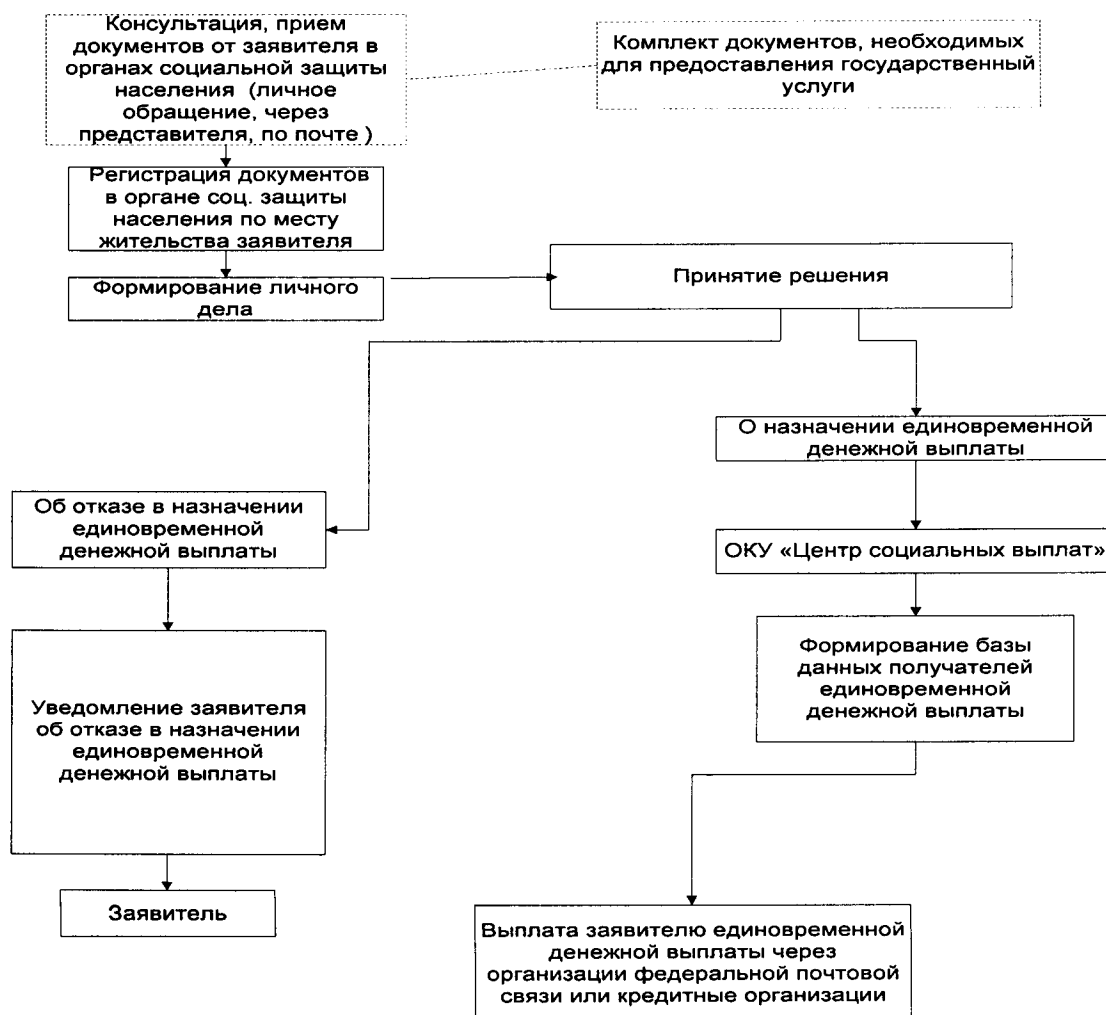 Консультация, прием
документов от заявителя в
органах социальной защиты
населения (личное
обращение, через
представителя, по почте )
Комплект документов, необходимых
для предоставления государственный
услуги
Регистрация документов
в органе соц. защиты
населения по месту
жительства заявителя
Формирование личного
дела
Принятие решения
О назначении единовременной
денежной выплаты
Об отказе в назначении
единовременной
денежной выплаты
ОКУ «Центр социальных выплат»
Формирование базы
данных получателей
единовременной
денежной выплаты
Уведомление заявителя
об отказе в назначении
единовременной
денежной выплаты
Заявитель
Выплата заявителю единовременной
денежной выплаты через
организации федеральной почтовой
связи или кредитные организации